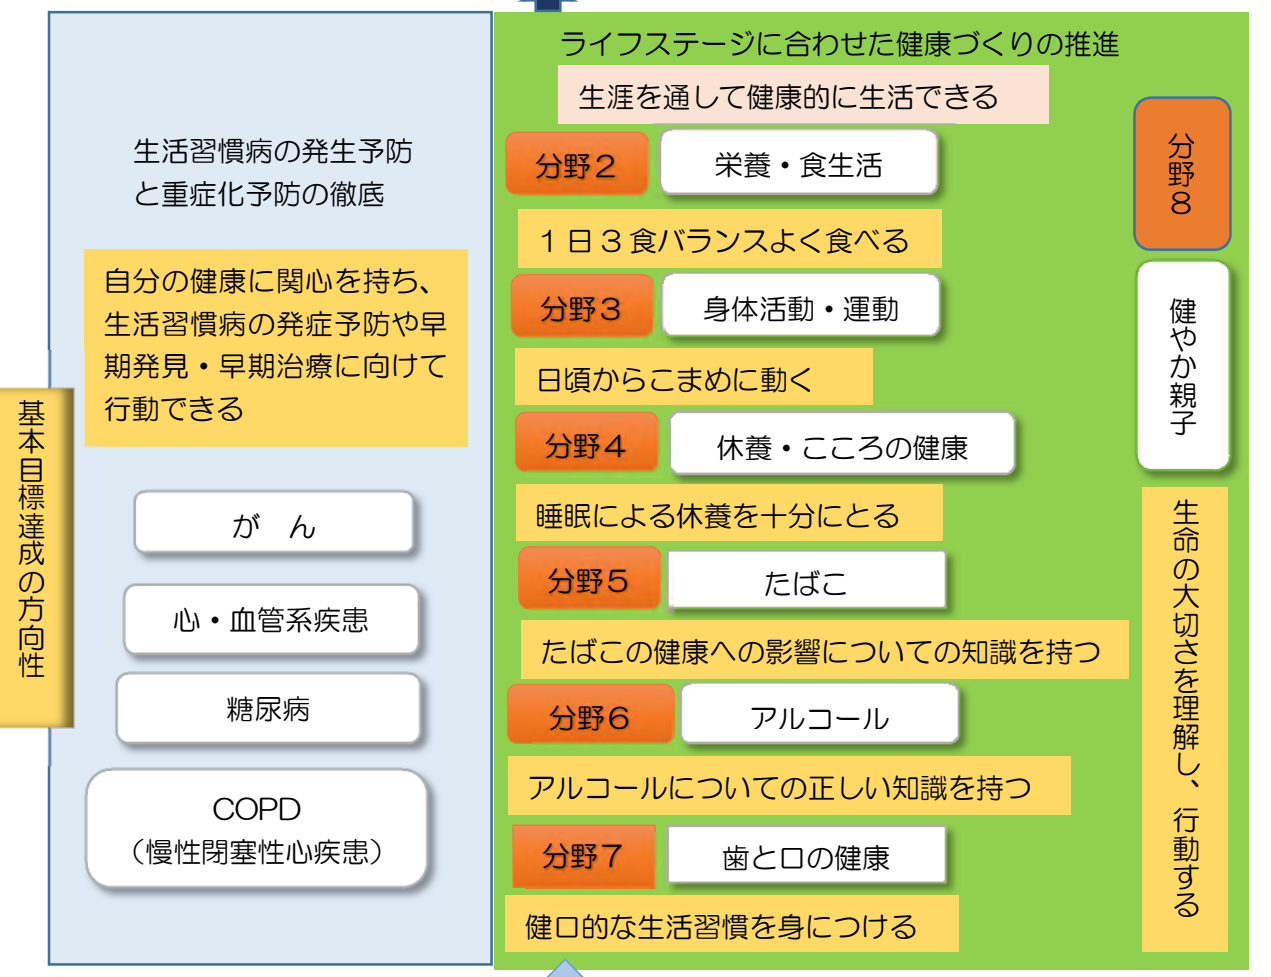 基本目標達成の方向性
生活習慣病の発生予防
と重症化予防の徹底
自分の健康に関心を持ち、
生活習慣病の発症予防や早
期発見・早期治療に向けて
行動できる
がん
心・血管系疾患
糖尿病
COPD
（慢性閉塞性心疾患）
ライフステージに合わせた健康づくりの推進
生涯を通して健康的に生活できる
分野２ 栄養・食生活
１日３食バランスよく食べる
分野３ 身体活動・運動
日頃からこまめに動く
分野４ 休養・こころの健康
睡眠による休養を十分にとる
分野５ たばこ
たばこの健康への影響についての知識を持つ
分野６ アルコール
アルコールについての正しい知識を持つ
分野７ 歯と口の健康
健口的な生活習慣を身につける
分野８
健やか親子
生命の大切さを理解し、行動する